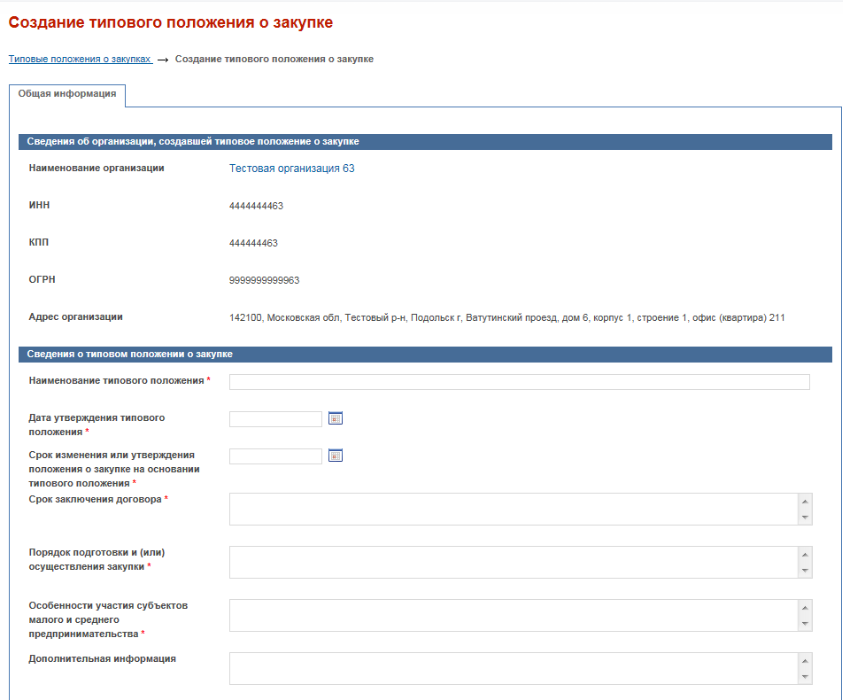 Создание типового положения о закупке
Типовые положения о закупках → Создание типового положения о закупке
Общая информация
Сведения об организации, создавшей типовое положение о закупке
Наименование организации Тестовая организация 63
ИНН 4444444463
КПП 444444463
ОГРН 9999999999963
Адрес организации 142100, Московская обл, Тестовый р-н, Подольск г, Ватутинский проезд, дом 6, корпус 1, строение 1, офис (квартира) 211
Сведения о типовом положении о закупке
Наименование типового положения *
Дата утверждения типового
положения *
Срок изменения или утверждения
положения о закупке на основании
типового положения *
Срок заключения договора *
Порядок подготовки и (или)
осуществления закупки *
Особенности участия субъектов
малого и среднего
предпринимательства *
Дополнительная информация